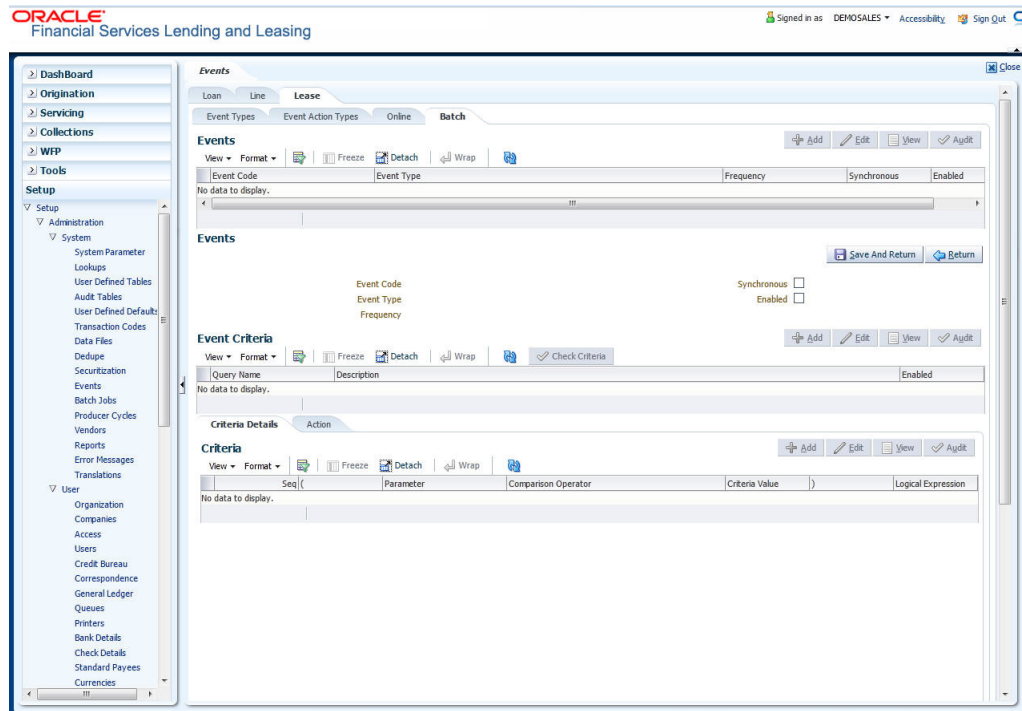 ORACLE
Financial Services Lending and Leasing
Signed in as DEMOSALES Accessibility Sign Out
Close
DashBoard
Origination
Servicing
Collections
WFP
Tools
Setup
Setup
Administration
System
System Parameter
Lookups
User Defined Tables
Audit Tables
User Defined Defaults
Transaction Codes
Data Files
Dedupe
Securitization
Events
Batch Jobs
Producer Cycles
Vendors
Reports
Error Messages
Translations
User
Organization
Companies
Access
Users
Credit Bureau
Correspondence
General Ledger
Queues
Printers
Bank Details
Check Details
Standard Payees
Currencies
Events
Loan Line Lease
Event Types Event Action Types Online Batch
Events
Add Edit View Audit
View Format Freeze Detach Wrap
Event Code Event Type Frequency Synchronous Enabled
No data to display.
Events
Save And Return Return
Event Code Synchronous
Event Type Enabled
Frequency
Event Criteria
Add Edit View Audit
View Format Freeze Detach Wrap Check Criteria
Query Name Description Enabled
No data to display.
Criteria Details Action
Criteria
Add Edit View Audit
View Format Freeze Detach Wrap
Seq ( Parameter Comparison Operator Criteria Value ) Logical Expression
No data to display.